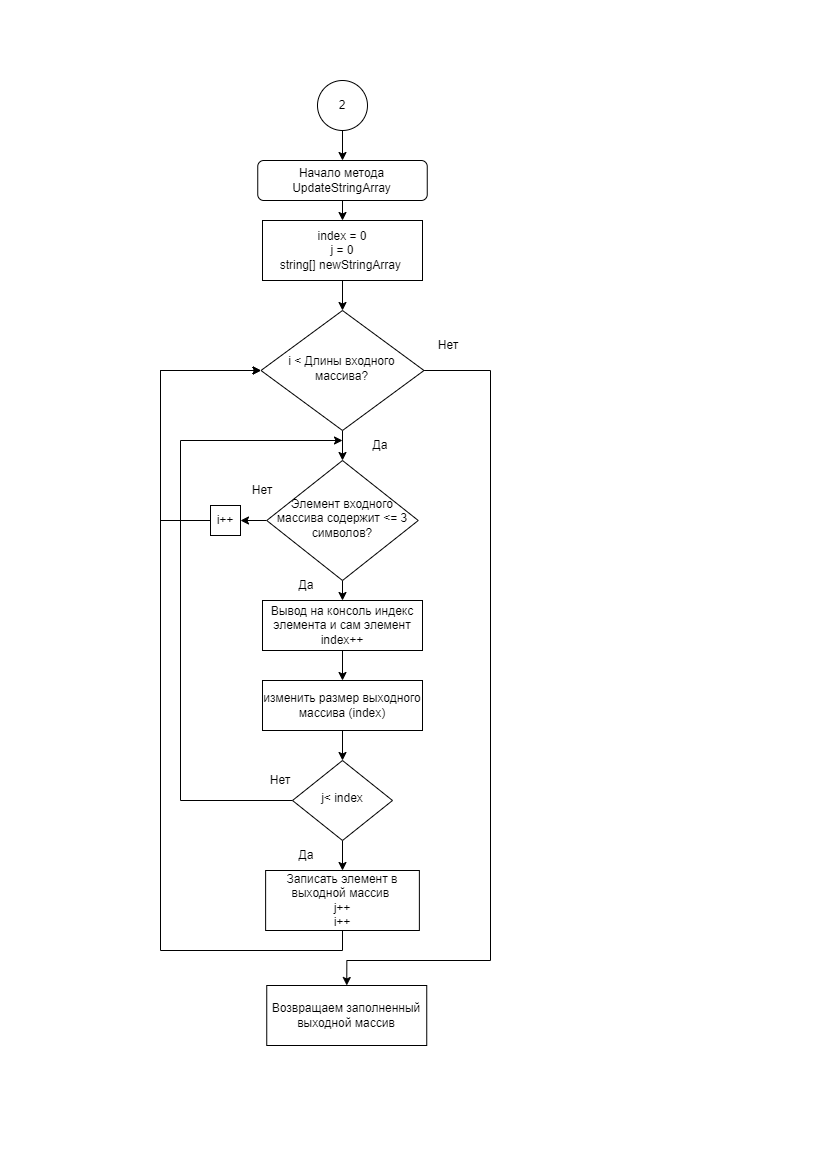 2
Начало метода
UpdateStringArray
index = 0
j = 0
string[] newStringArray
Нет
i < Длины входного
массива?
Да
Нет
Элемент входного
массива содержит <= 3
символов?
i++
Да
Вывод на консоль индекс
элемента и сам элемент
index++
изменить размер выходного
массива (index)
Нет
j< index
Да
Записать элемент в
выходной массив
j++
i++
Возвращаем заполненный
выходной массив